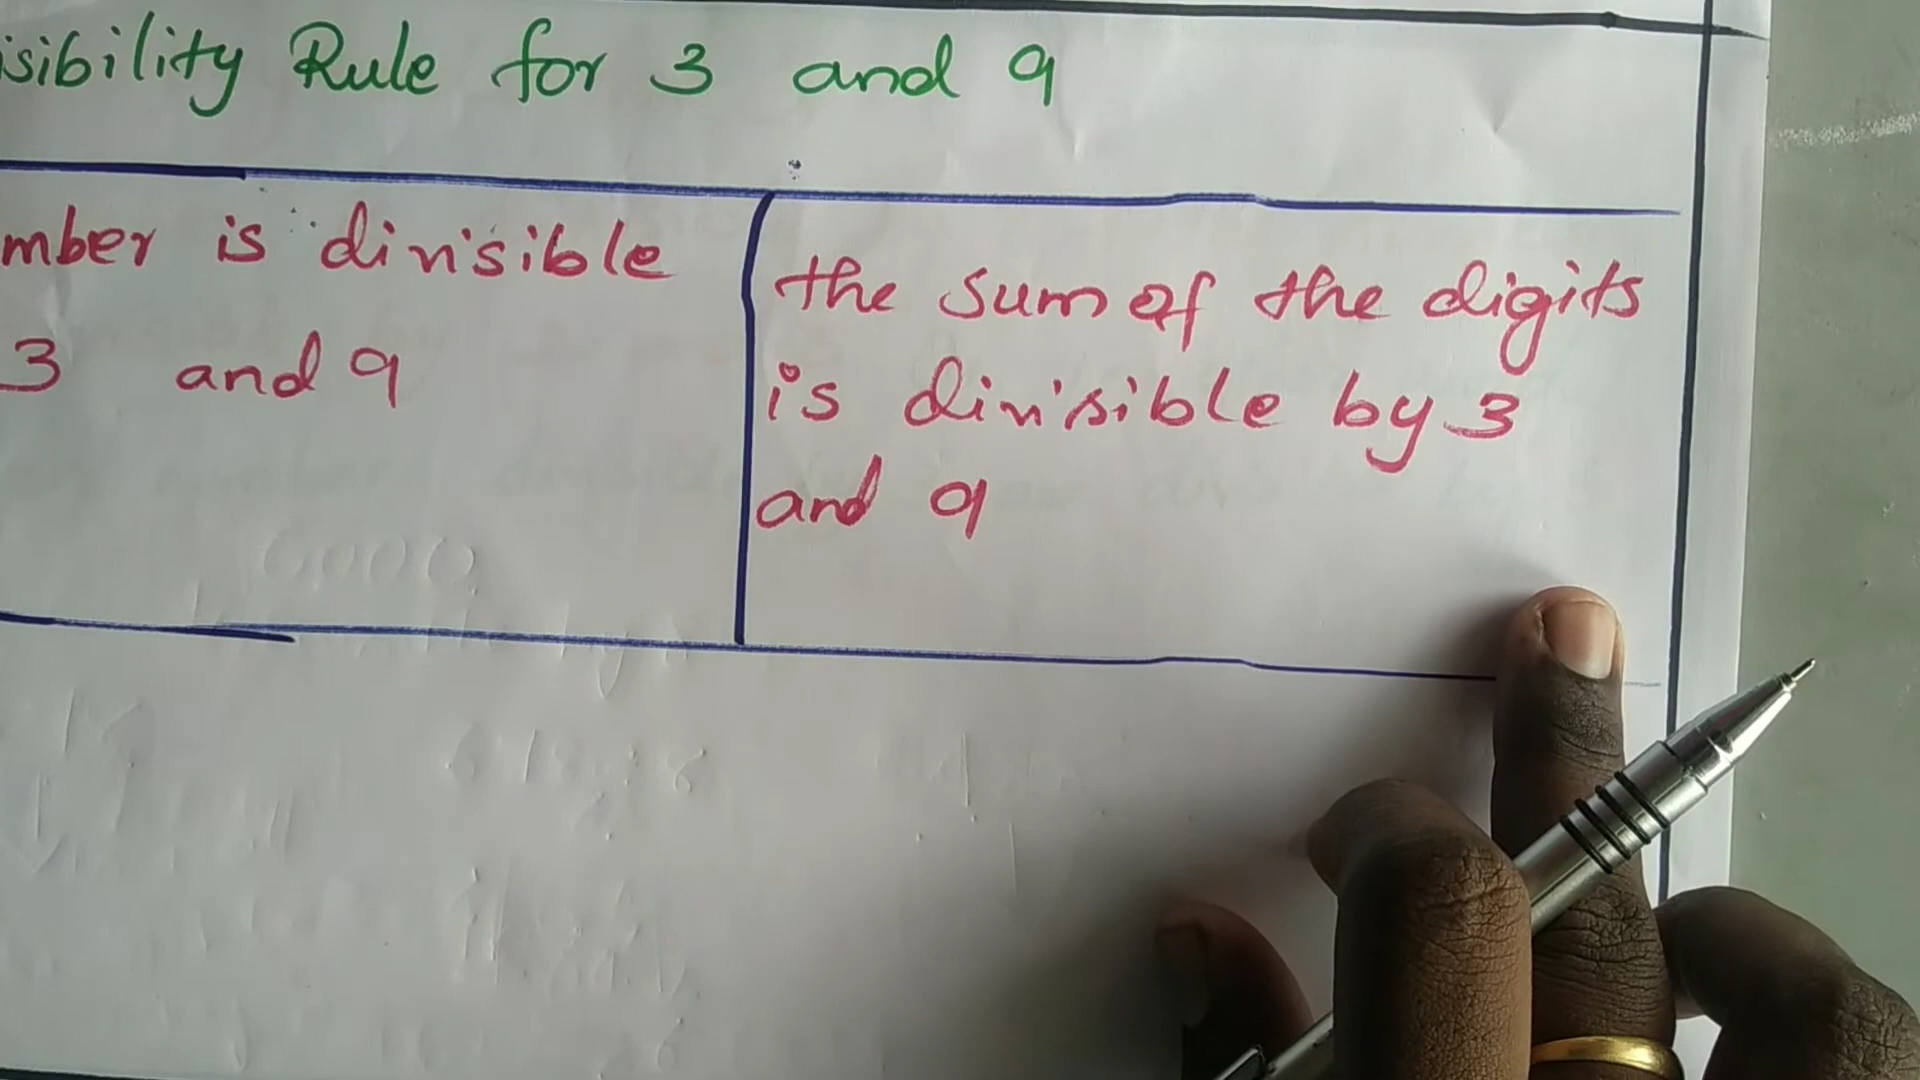 isibility Rule for 3 and 9
mber is divisible
3 and 9
the sum of the digits
is divisible by 3
and 9